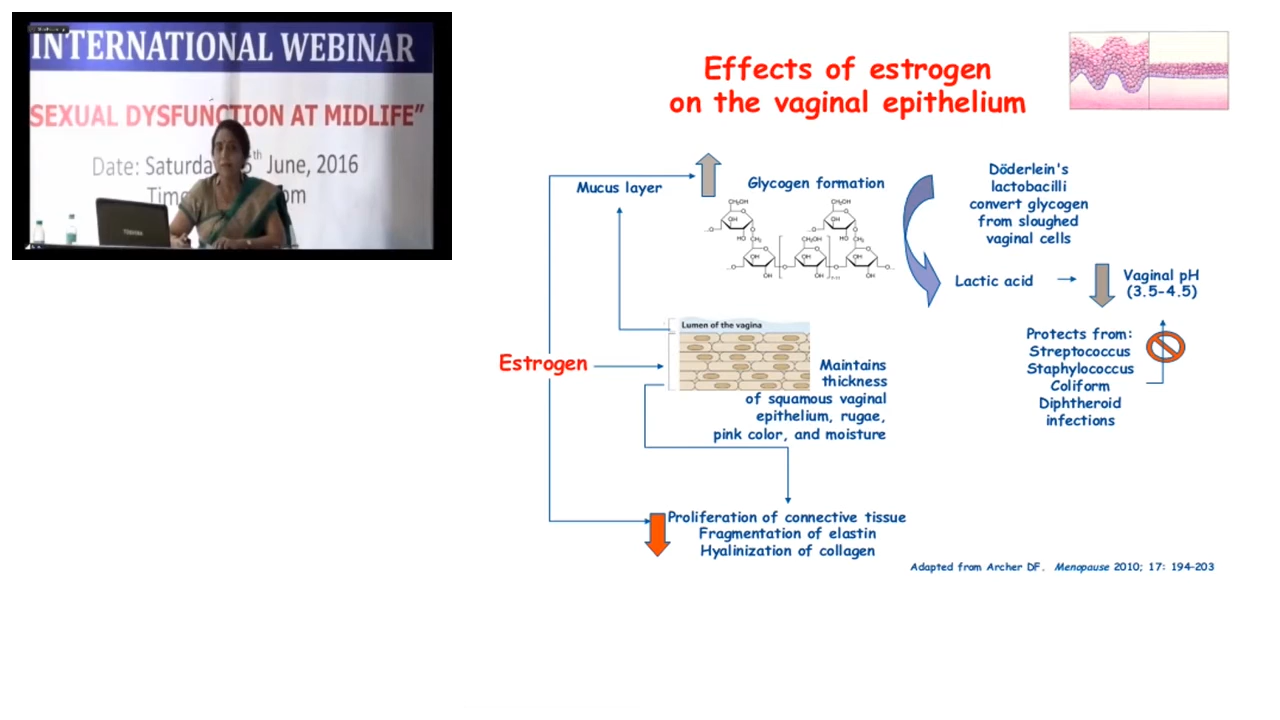 INTERNATIONAL WEBINAR
SEXUAL DYSFUNCTION AT MIDLIFE”
Date: th June, 2016
pm
TOSHIBA
Effects of estrogen
on the vaginal epithelium
Mucus layer
Glycogen formation
Döderlein's
lactobacilli
convert glycogen
from sloughed
vaginal cells
Lactic acid
Vaginal pH
(3.5-4.5)
Lumen of the vagina
Estrogen
Maintains
thickness
of squamous vaginal
epithelium, rugae,
pink color, and moisture
Protects from:
Streptococcus
Staphylococcus
Coliform
Diphtheroid
infections
Proliferation of connective tissue
Fragmentation of elastin
Hyalinization of collagen
Adapted from Archer DF. Menopause 2010; 17: 194-203